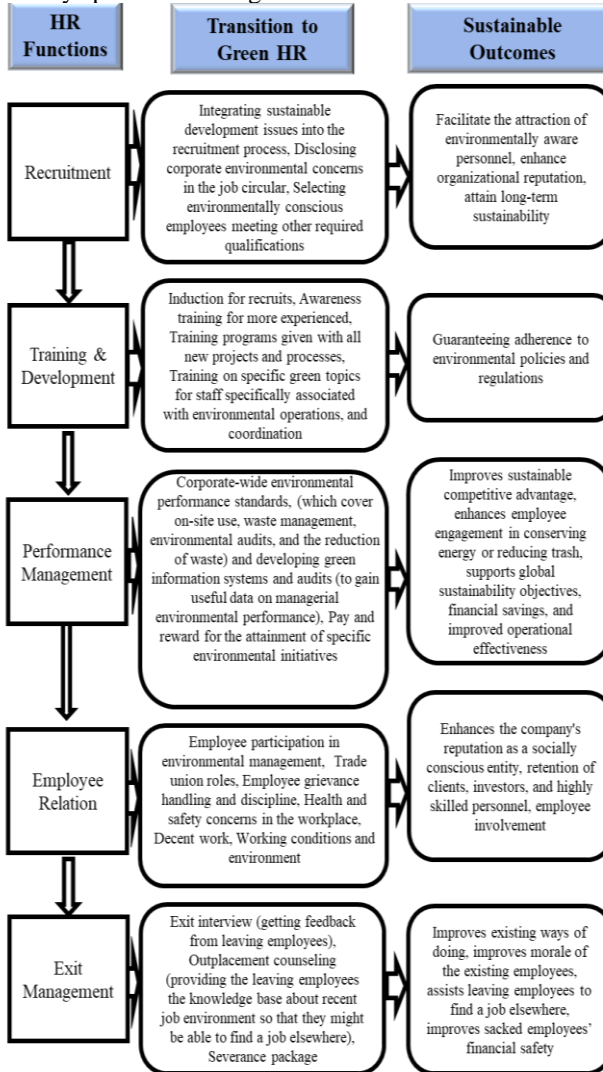 HR
Functions
Transition to
Green HR
Sustainable
Outcomes
Recruitment
Integrating sustainable
development issues into the
recruitment process, Disclosing
corporate environmental concerns
in the job circular, Selecting
environmentally conscious
employees meeting other required
qualifications
Facilitate the attraction of
environmentally aware
personnel, enhance
organizational reputation,
attain long-term
sustainability
Training &
Development
Induction for recruits, Awareness
training for more experienced,
Training programs given with all
new projects and processes,
Training on specific green topics
for staff specifically associated
with environmental operations, and
coordination
Guaranteeing adherence to
environmental policies and
regulations
Performance
Management
Corporate-wide environmental
performance standards, (which cover
on-site use, waste management,
environmental audits, and the reduction
of waste) and developing green
information systems and audits (to gain
useful data on managerial
environmental performance), Pay and
reward for the attainment of specific
environmental initiatives
Improves sustainable
competitive advantage,
enhances employee
engagement in conserving
energy or reducing trash,
supports global
sustainability objectives,
financial savings, and
improved operational
effectiveness
Employee
Relation
Employee participation in
environmental management, Trade
union roles, Employee grievance
handling and discipline, Health and
safety concerns in the workplace,
Decent work, Working conditions and
environment
Enhances the company's
reputation as a socially
conscious entity, retention of
clients, investors, and highly
skilled personnel, employee
involvement
Exit
Management
Exit interview (getting feedback
from leaving employees),
Outplacement counseling
(providing the leaving employees
the knowledge base about recent
job environment so that they might
be able to find a job elsewhere),
Severance package
Improves existing ways of
doing, improves morale of
the existing employees,
assists leaving employees to
find a job elsewhere,
improves sacked employees'
financial safety